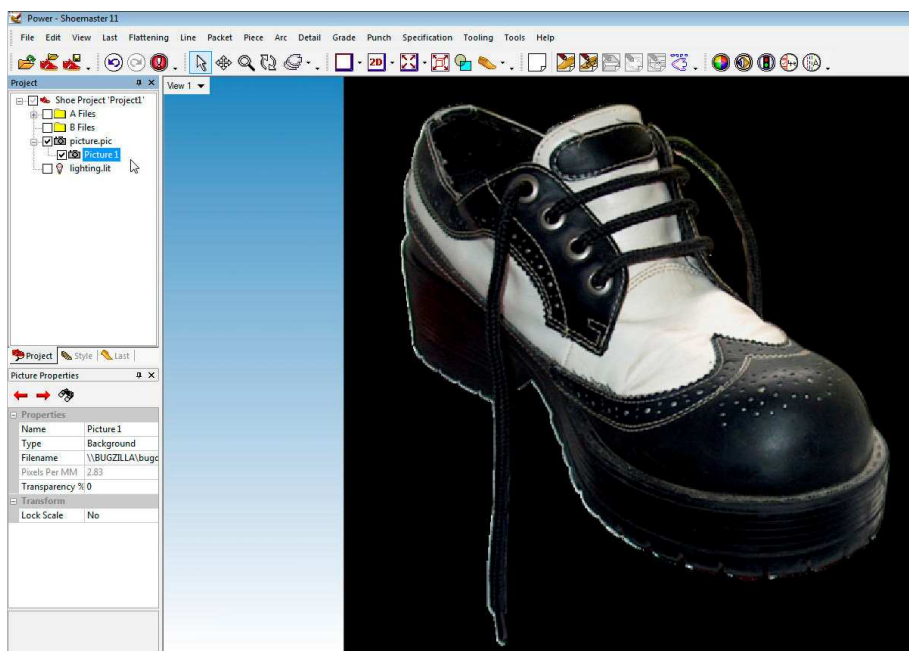 Power - Shoemaster 11
File Edit View Last Flattening Line Packet Piece Arc Detail Grade Punch Specification Tooling Tools Help
2D
Project
View 1
Shoe Project 'Project1'
A Files
B Files
picture.pic
Picture 1
lighting.lit
Project Style Last
Picture Properties
Properties
Name Picture 1
Type Background
Filename \\BUGZILLA\bugc
Pixels Per MM 2.83
Transparency % 0
Transform
Lock Scale No